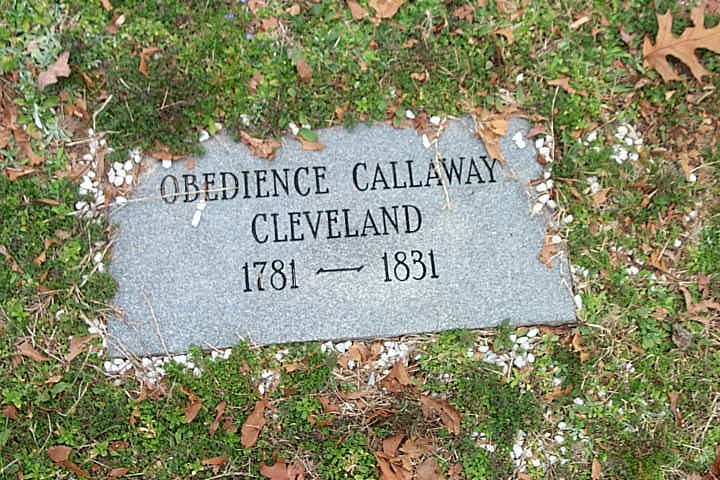 OBEDIENCE CALLAWAY
CLEVELAND
1781 — 1831